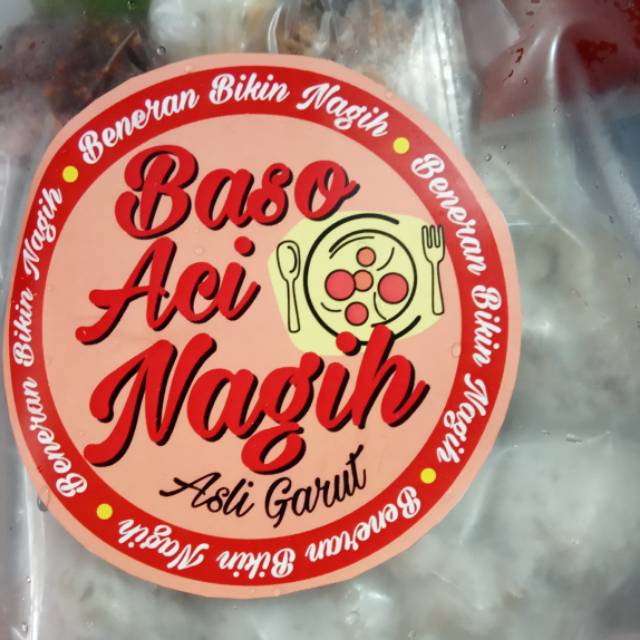 Beneran Bikin Nagih
Beneran Bikin Nagih
Beneran Bikin Nagih
Beneran Bikin Nagih
Baso
Aci
Nagih
Asli Garut